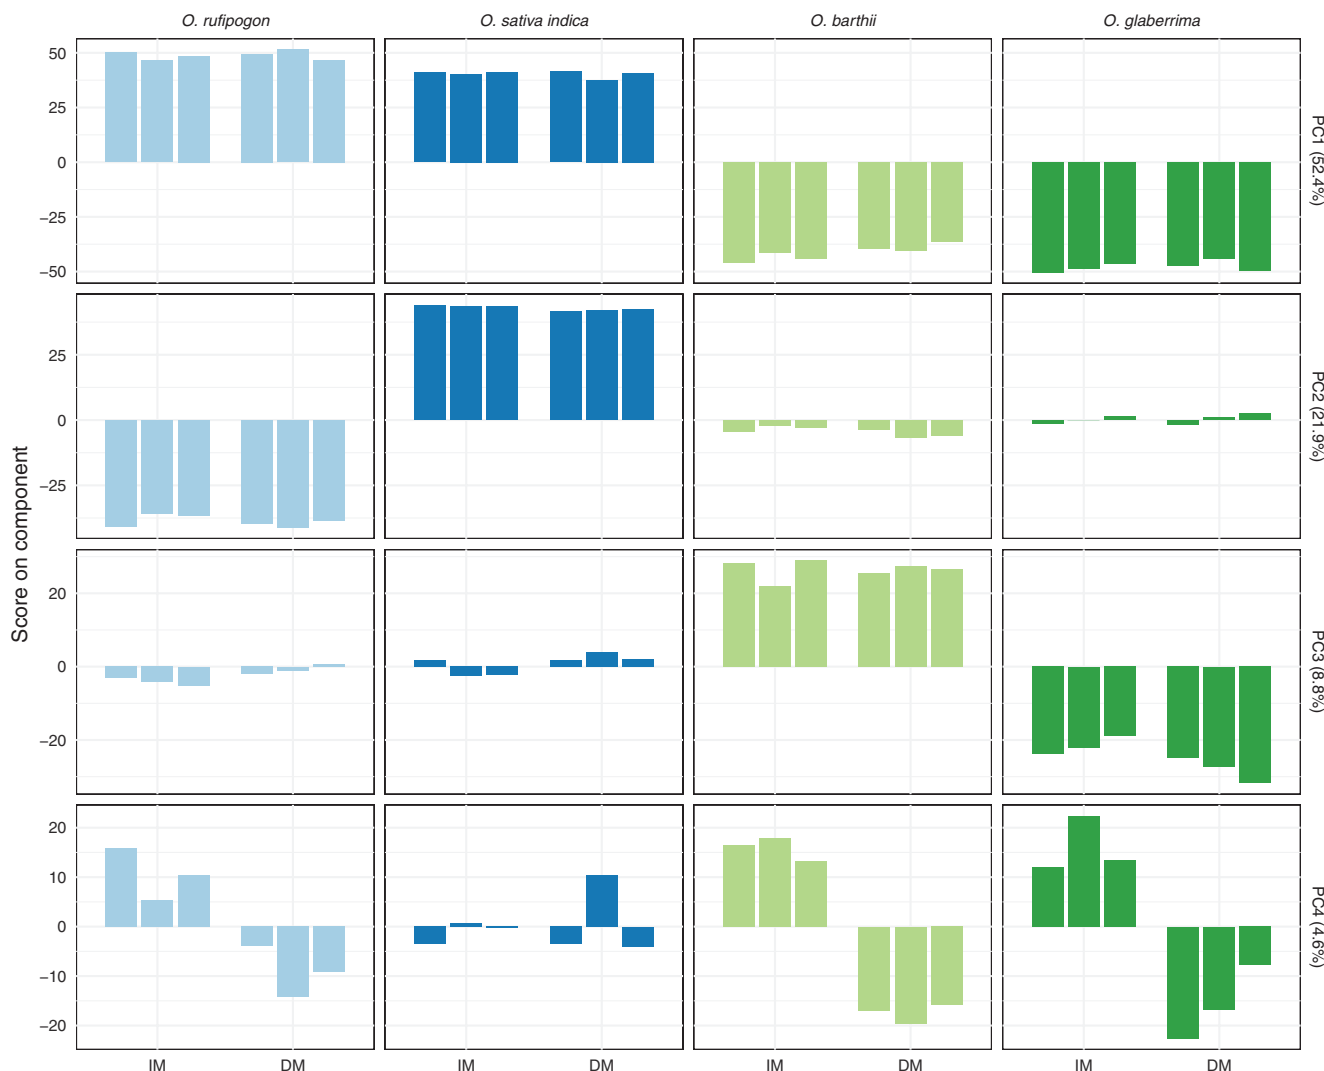 O. rufipogon O. sativa indica O. barthii O. glaberrima
50
25
0
−25
−50
PC1 (52.4%)
25
0
−25
PC2 (21.9%)
Score on component
20
0
−20
PC3 (8.8%)
20
10
0
−10
−20
PC4 (4.6%)
IM DM IM DM IM DM IM DM